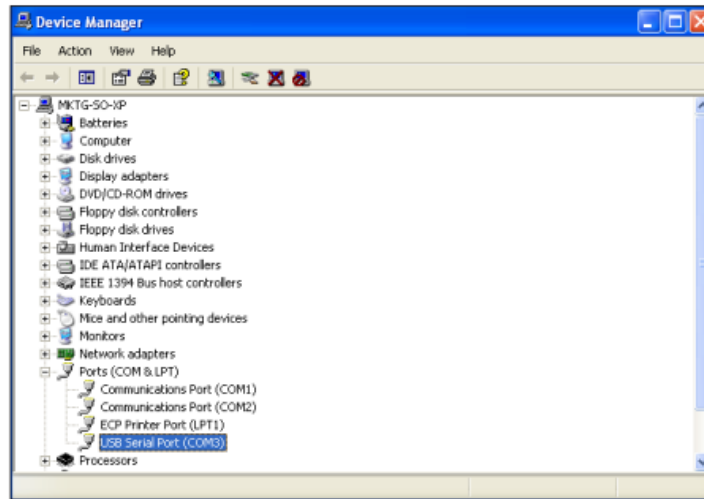 Device Manager
File Action View Help
MKTG-SO-XP
Batteries
Computer
Disk drives
Display adapters
DVD/CD-ROM drives
Floppy disk controllers
Floppy disk drives
Human Interface Devices
IDE ATA/ATAPI controllers
IEEE 1394 Bus host controllers
Keyboards
Mice and other pointing devices
Monitors
Network adapters
Ports (COM & LPT)
Communications Port (COM1)
Communications Port (COM2)
ECP Printer Port (LPT1)
USB Serial Port (COM3)
Processors